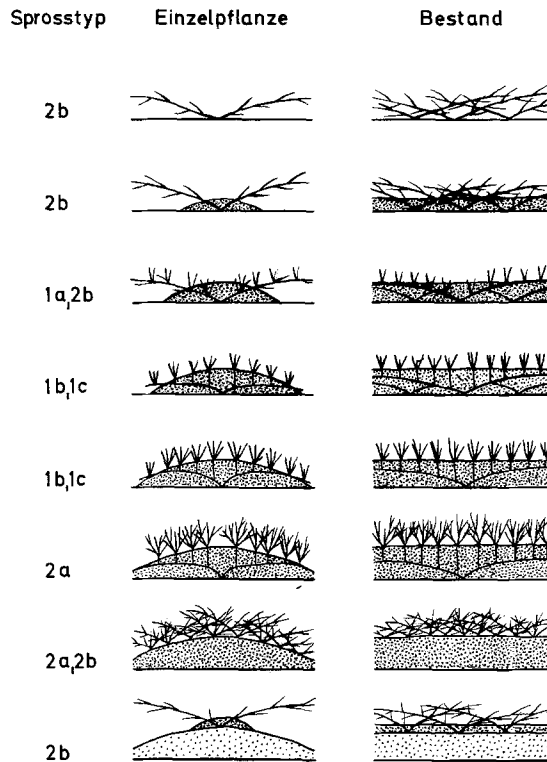 Sprosstyp Einzelpflanze Bestand
2b
2b
1a,2b
1b,1c
1b,1c
2a
2a,2b
2b